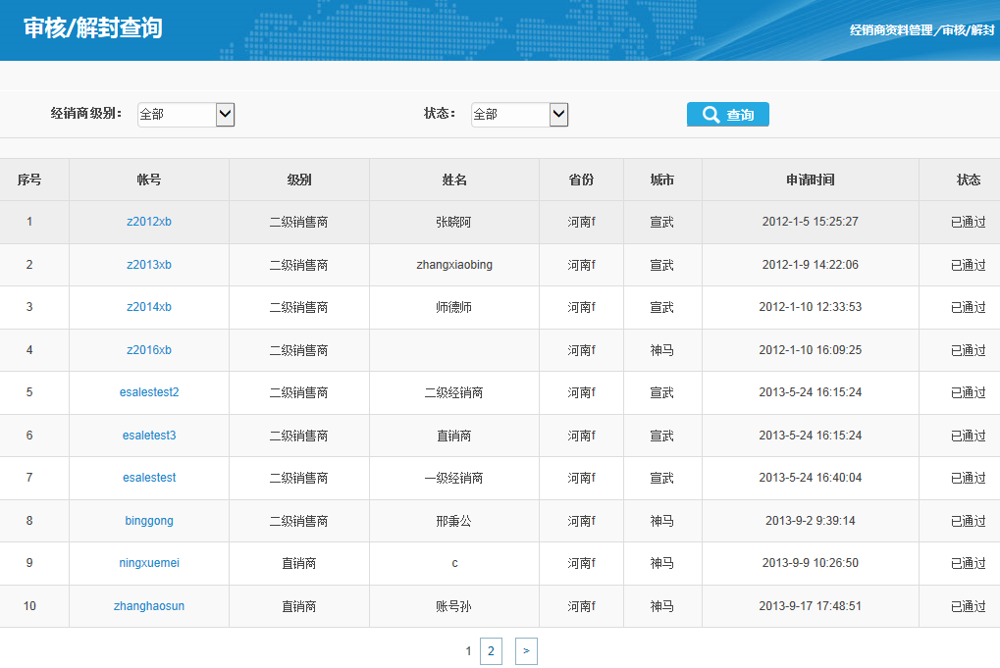 审核/解封查询
经销商资料管理/审核/解封
经销商级别： 全部 状态： 全部 查询
序号 帐号 级别 姓名 省份 城市 申请时间 状态
1 z2012xb 二级销售商 张晓阿 河南f 宣武 2012-1-5 15:25:27 已通过
2 z2013xb 二级销售商 zhangxiaobing 河南f 宣武 2012-1-9 14:22:06 已通过
3 z2014xb 二级销售商 师德师 河南f 宣武 2012-1-10 12:33:53 已通过
4 z2016xb 二级销售商 河南f 神马 2012-1-10 16:09:25 已通过
5 esalestest2 二级销售商 二级经销商 河南f 宣武 2013-5-24 16:15:24 已通过
6 esaletest3 二级销售商 直销商 河南f 宣武 2013-5-24 16:15:24 已通过
7 esalestest 二级销售商 一级经销商 河南f 宣武 2013-5-24 16:40:04 已通过
8 binggong 二级销售商 邢秉公 河南f 神马 2013-9-2 9:39:14 已通过
9 ningxuemei 直销商 c 河南f 神马 2013-9-9 10:26:50 已通过
10 zhanghaosun 直销商 账号孙 河南f 神马 2013-9-17 17:48:51 已通过
1 2 >